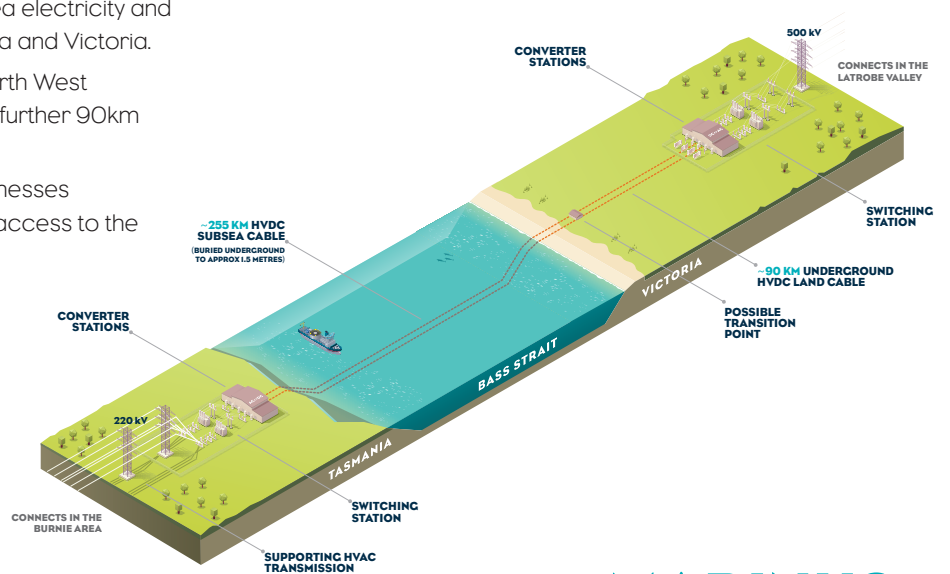 ea electricity and
a and Victoria.
rth West
further 90km
nesses
access to the
500 kV
CONVERTER
STATIONS
CONNECTS IN THE
LATROBE VALLEY
SWITCHING
STATION
~255 KM HVDC
SUBSEA CABLE
(BURIED UNDERGROUND
TO APPROX 1.5 METRES)
~90 KM UNDERGROUND
HVDC LAND CABLE
VICTORIA
POSSIBLE
TRANSITION
POINT
CONVERTER
STATIONS
BASS STRAIT
220 kV
TASMANIA
SWITCHING
STATION
CONNECTS IN THE
BURNIE AREA
SUPPORTING HVAC
TRANSMISSION